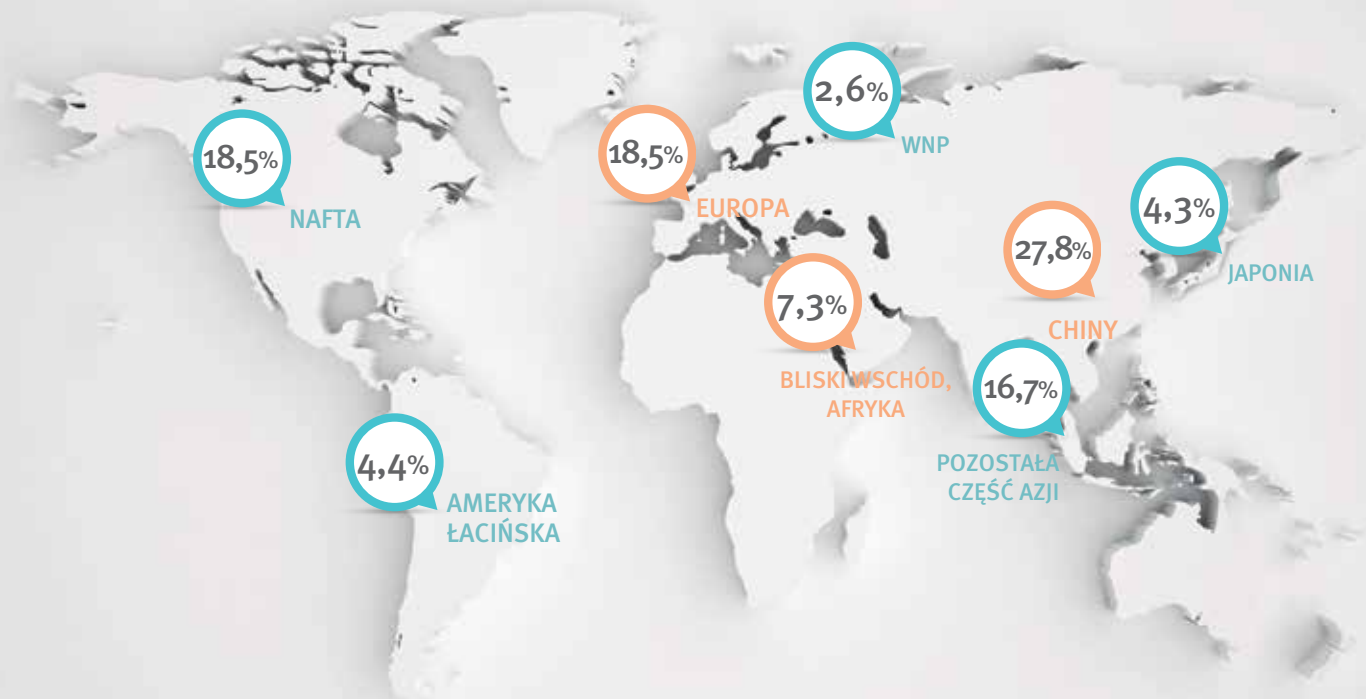 2,6%
WNP
18,5%
NAFTA
18,5%
EUROPA
4,3%
JAPONIA
27,8%
CHINY
7,3%
BLISKI WSCHÓD,
AFRYKA
16,7%
POZOSTAŁA
CZĘŚĆ AZJI
4,4%
AMERYKA
ŁACIŃSKA